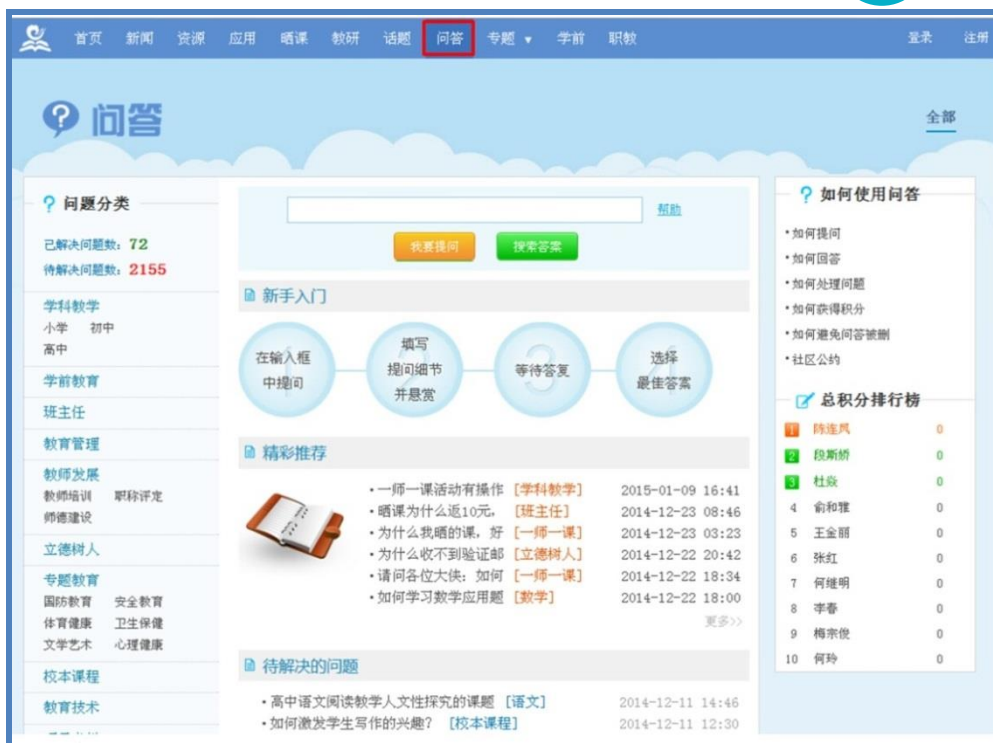 首页 新闻 资源 应用 晒课 教研 话题 问答 专题 ▼ 学前 职教 登录 注册
? 问答
全部
? 问题分类
已解决问题数: 72
待解决问题数: 2155
学科教学
小学 初中
高中
学前教育
班主任
教育管理
教师发展
教师培训 职称评定
师德建设
立德树人
专题教育
国防教育 安全教育
体育健康 卫生保健
文学艺术 心理健康
校本课程
教育技术
帮助
我要提问 搜索答案
新手入门
1
在输入框
中提问
2
填写
提问细节
并悬赏
3
等待答复
4
选择
最佳答案
精彩推荐
·一师一课活动有操作 [学科教学] 2015-01-09 16:41
·晒课为什么返10元, [班主任] 2014-12-23 08:46
·为什么我晒的课, 好 [一师一课] 2014-12-23 03:23
·为什么收不到验证邮 [立德树人] 2014-12-22 20:42
·请问各位大侠: 如何 [一师一课] 2014-12-22 18:34
·如何学习数学应用题 [数学] 2014-12-22 18:00
更多>>
待解决的问题
·高中语文阅读教学人文性探究的课题 [语文] 2014-12-11 14:46
·如何激发学生写作的兴趣? [校本课程] 2014-12-11 12:30
? 如何使用问答
·如何提问
·如何回答
·如何处理问题
·如何获得积分
·如何避免问答被删
·社区公约
总积分排行榜
1 陈连凤 0
2 段斯娇 0
3 杜焱 0
4 俞和雅 0
5 王金丽 0
6 张红 0
7 何继明 0
8 李春 0
9 梅宗俊 0
10 何玲 0